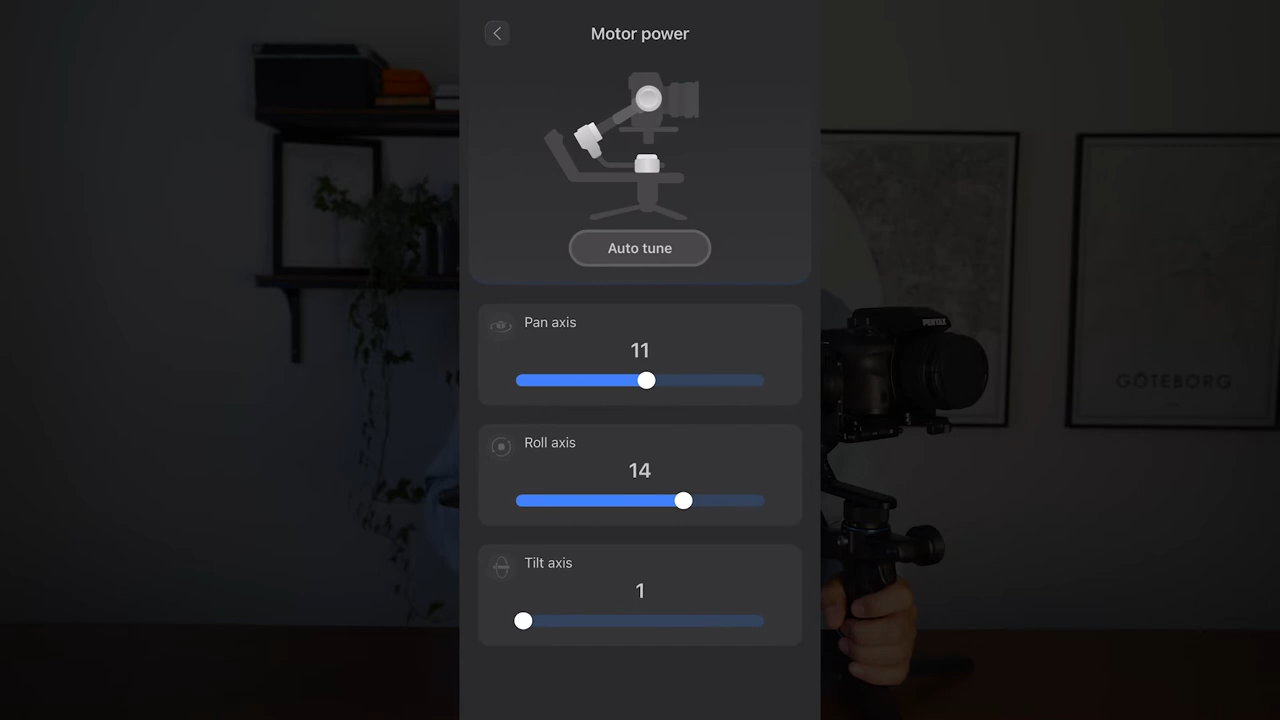 Motor power
Auto tune
Pan axis
11
Roll axis
14
Tilt axis
1
PENTAX
GÖTEBORG